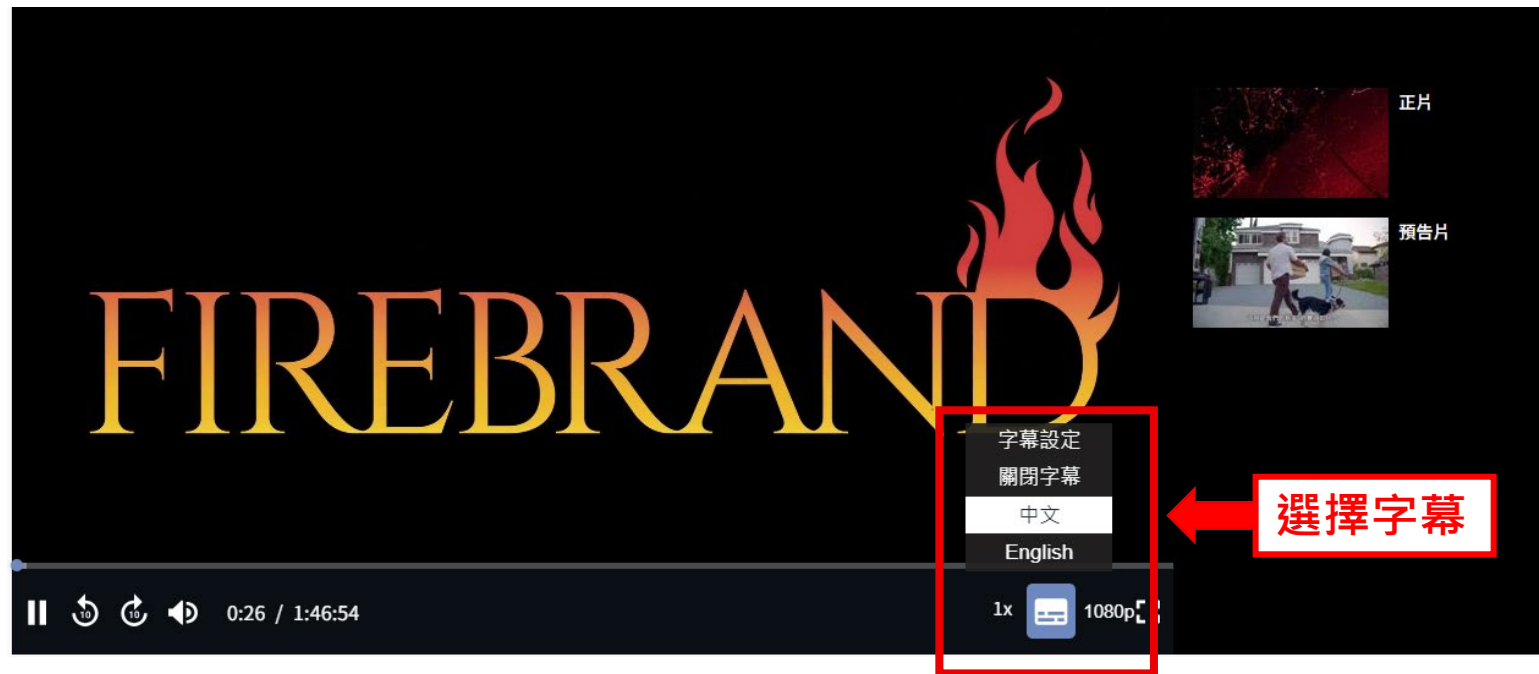 正片
預告片
FIREBRAND
字幕設定
關閉字幕
中文
English
選擇字幕
10
10
0:26 / 1:46:54
1x
1080p